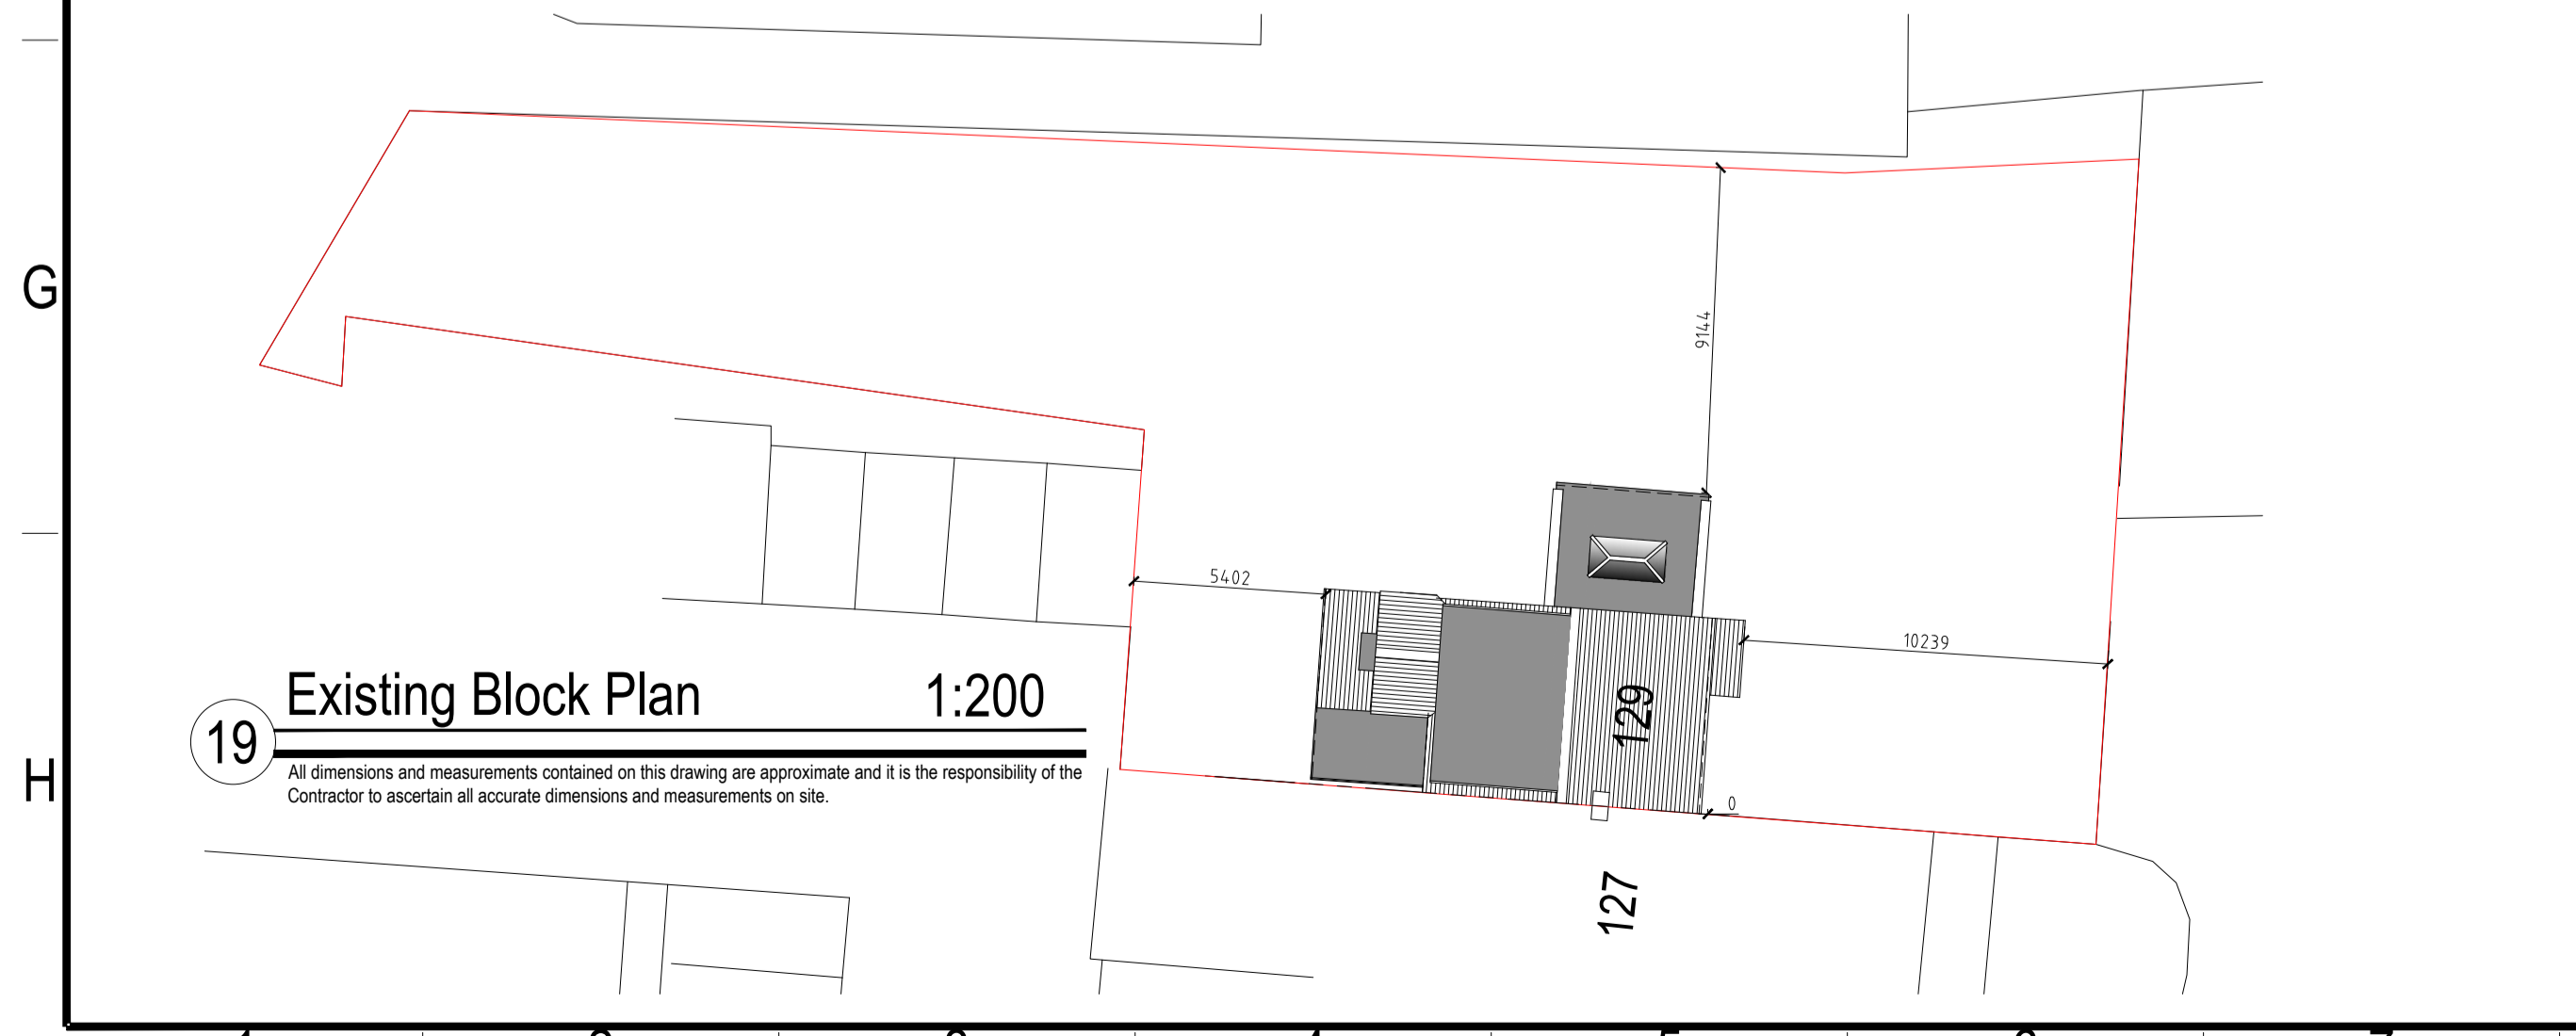 G
9144
5402
10239
Existing Block Plan 1:200
129
19
All dimensions and measurements contained on this drawing are approximate and it is the responsibility of the
Contractor to ascertain all accurate dimensions and measurements on site.
H
0
127